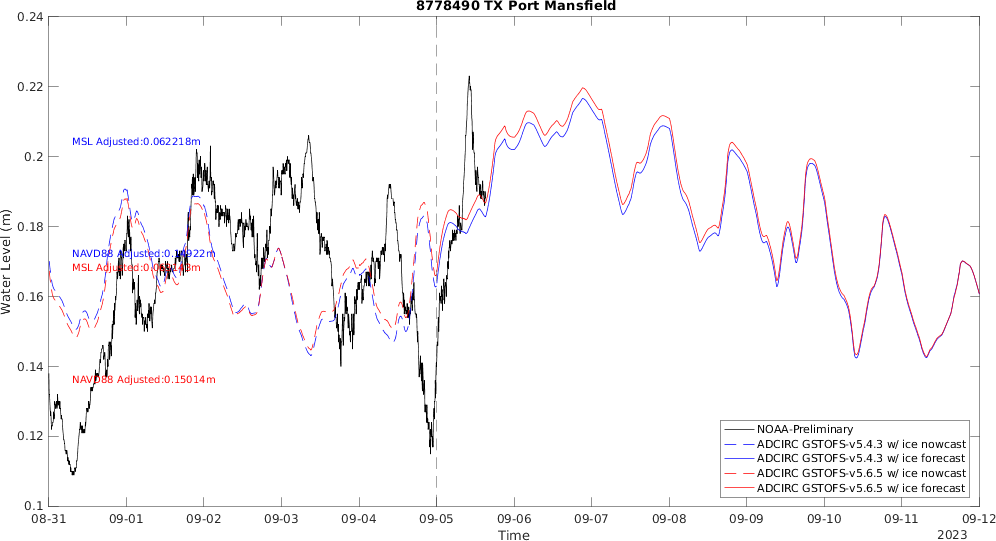 8778490 TX Port Mansfield
0.24
0.22
0.2
0.18
0.16
0.14
0.12
0.1
Water Level (m)
MSL Adjusted:0.062218m
NAVD88 Adjusted:
MSL Adjusted:
NAVD88 Adjusted:0.15014m
NOAA-Preliminary
ADCIRC GSTOFS-v5.4.3 w/ ice nowcast
ADCIRC GSTOFS-v5.4.3 w/ ice forecast
ADCIRC GSTOFS-v5.6.5 w/ ice nowcast
ADCIRC GSTOFS-v5.6.5 w/ ice forecast
08-31 09-01 09-02 09-03 09-04 09-05 09-06 09-07 09-08 09-09 09-10 09-11 09-12
Time
2023